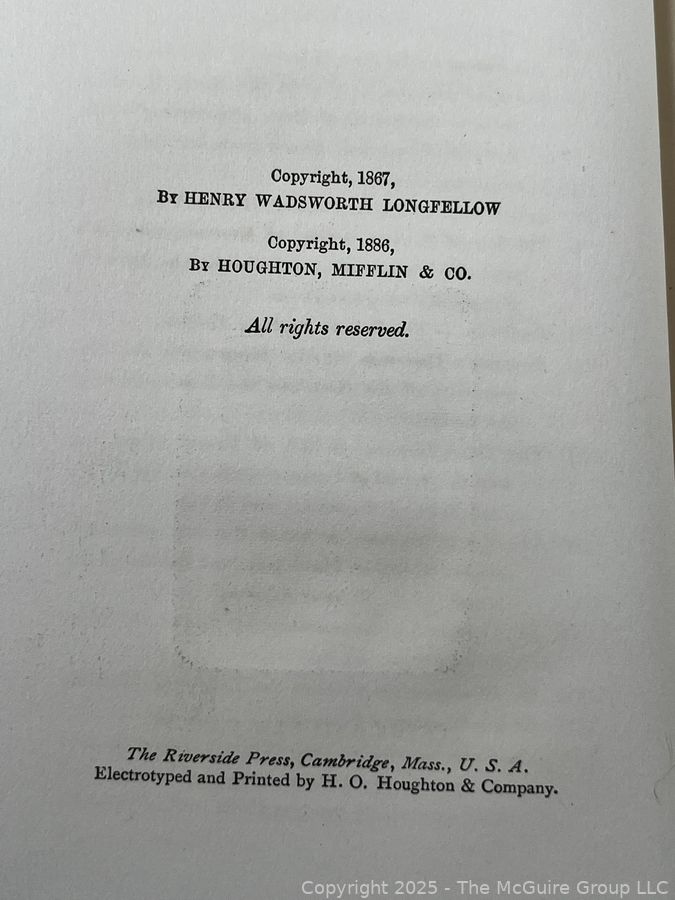 Copyright, 1867,
By HENRY WADSWORTH LONGFELLOW
Copyright, 1886,
By HOUGHTON, MIFFLIN & CO.
All rights reserved.
The Riverside Press, Cambridge, Mass., U. S. A.
Electrotyped and Printed by H. O. Houghton & Company.
Copyright 2025 - The McGuire Group LLC